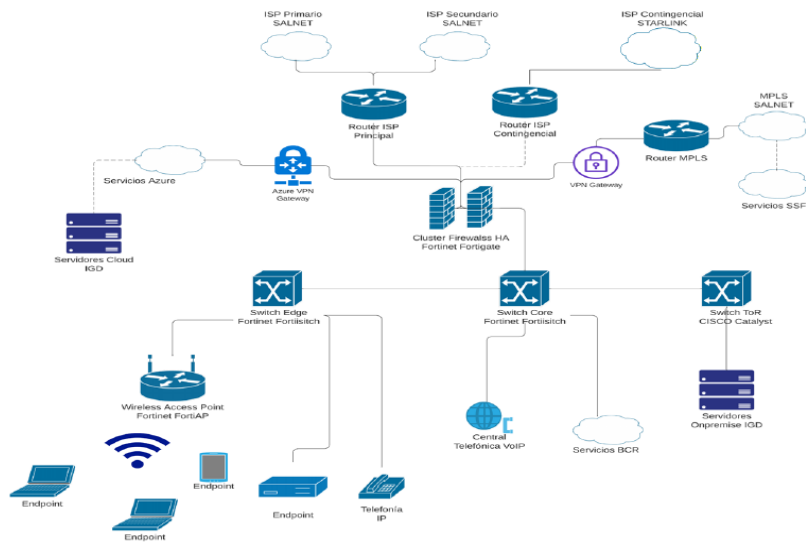 ISP Primario
SALNET
ISP Secundario
SALNET
ISP Contingencial
STARLINK
MPLS
SALNET
Router ISP
Principal
Router ISP
Contingencial
Router MPLS
Servicios Azure
Azure VPN
Gateway
VPN Gateway
Servicios SSF
Cluster Firewalss HA
Fortinet Fortigate
Servidores Cloud
IGD
Switch Edge
Fortinet Fortiisitch
Switch Core
Fortinet Fortiisitch
Switch ToR
CISCO Catalyst
Wireless Access Point
Fortinet FortiAP
Central
Telefónica VoIP
Servicios BCR
Servidores
Onpremise IGD
Endpoint
Endpoint
Endpoint
Endpoint
Telefonía
IP